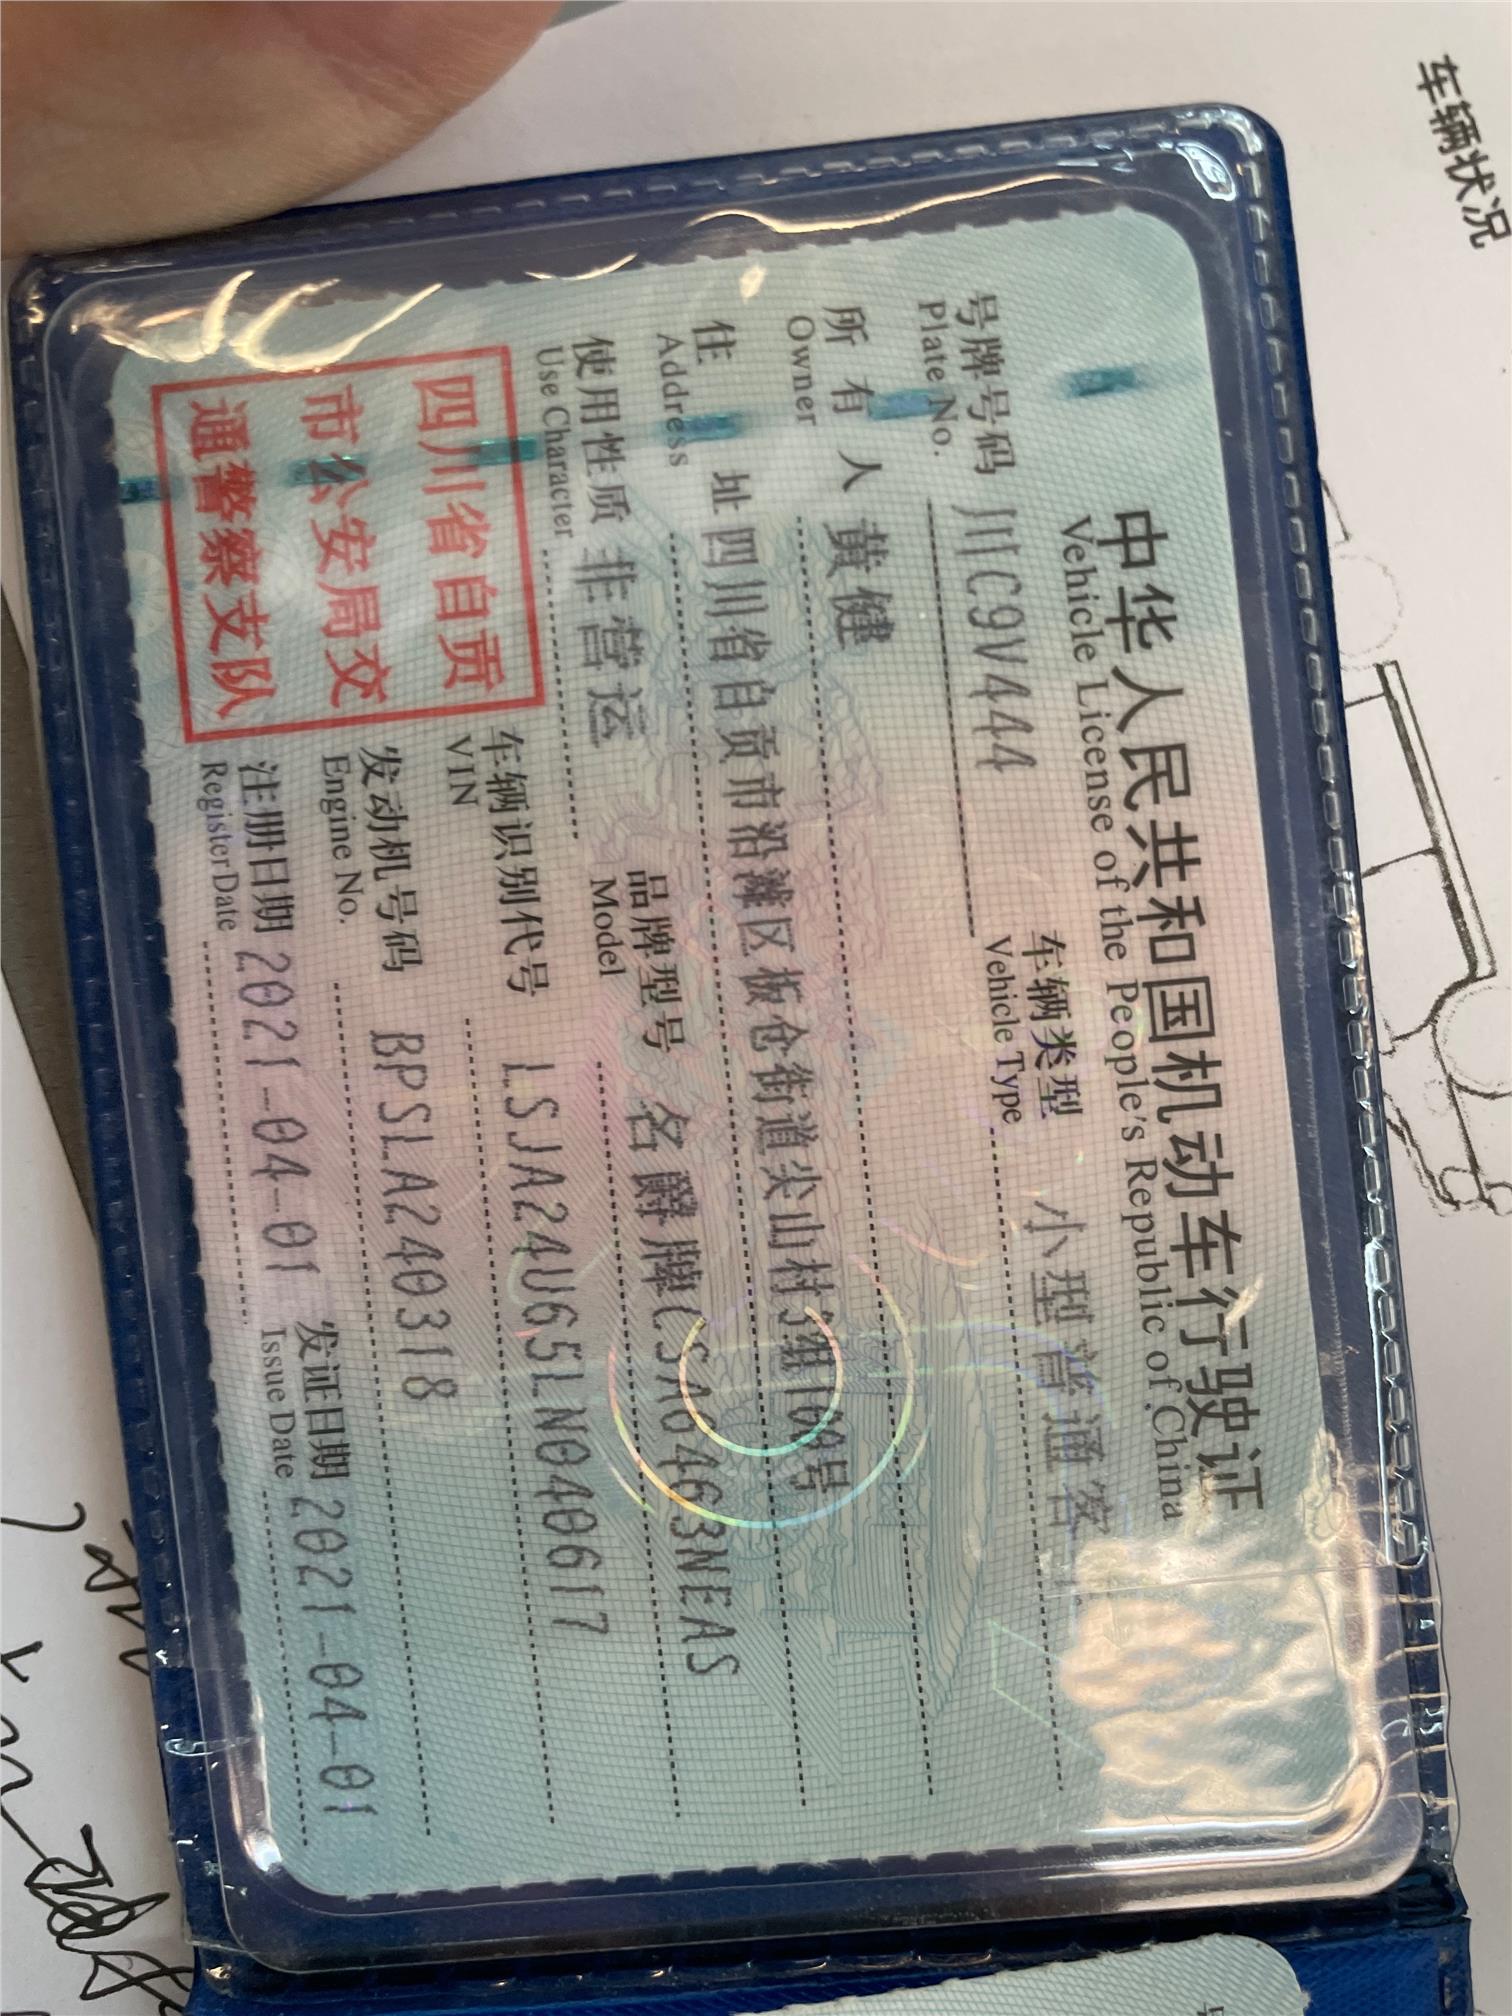 车辆状况
中华人民共和国机动车行驶证
Vehicle License of the People's Republic of China
号牌号码 川C9V444 车辆类型 小型普通客
Plate No. Vehicle Type
所有人 黄健
Owner
住址 四川省自贡市沿滩区板仓街道尖山村组108号
Address
使用性质 非营运 品牌型号 名爵牌CSA6463NEAS
Use Character Model
四川省自贡
市公安局交
通警察支队
车辆识别代号 LSJA24U65LN040617
VIN
发动机号码 BPSLA240318
Engine No.
注册日期 2021-04-01 发证日期 2021-04-01
Register Date Issue Date